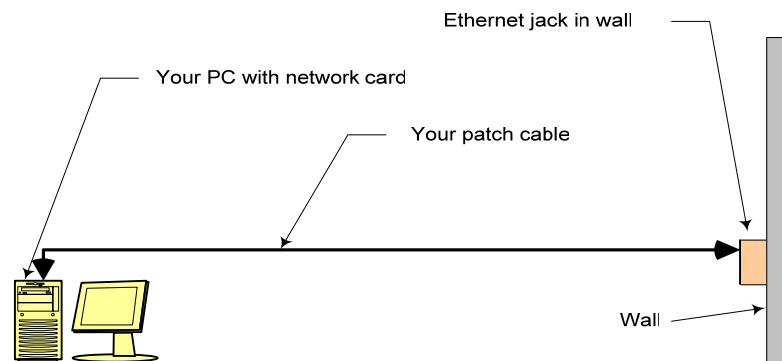 Ethernet jack in wall
Your PC with network card
Your patch cable
Wall